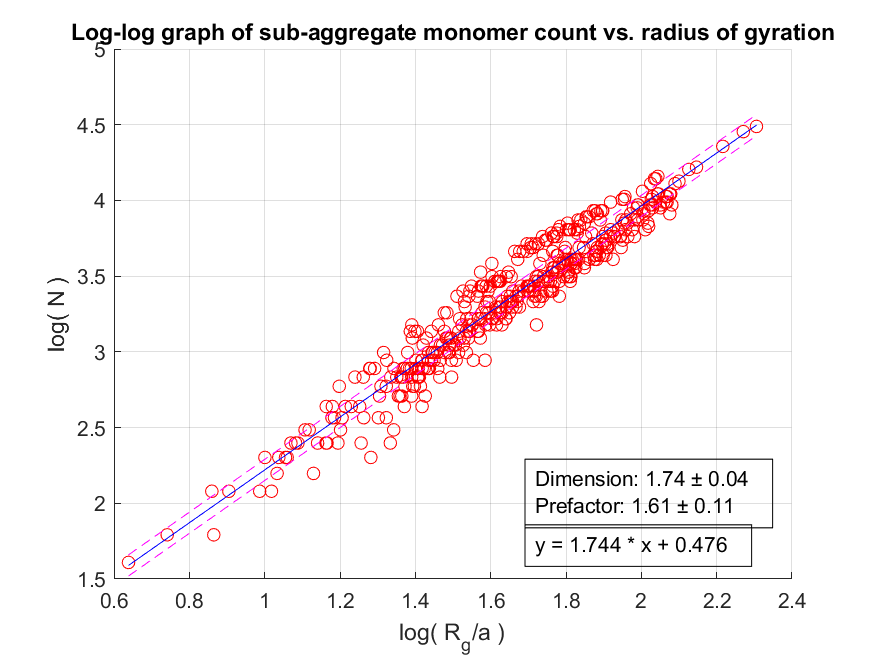 Log-log graph of sub-aggregate monomer count vs. radius of gyration
5
4.5
4
3.5
3
2.5
2
1.5
log( N )
Dimension: 1.74 ± 0.04
Prefactor: 1.61 ± 0.11
y = 1.744 * x + 0.476
0.6 0.8 1 1.2 1.4 1.6 1.8 2 2.2 2.4
log( R_g/a )